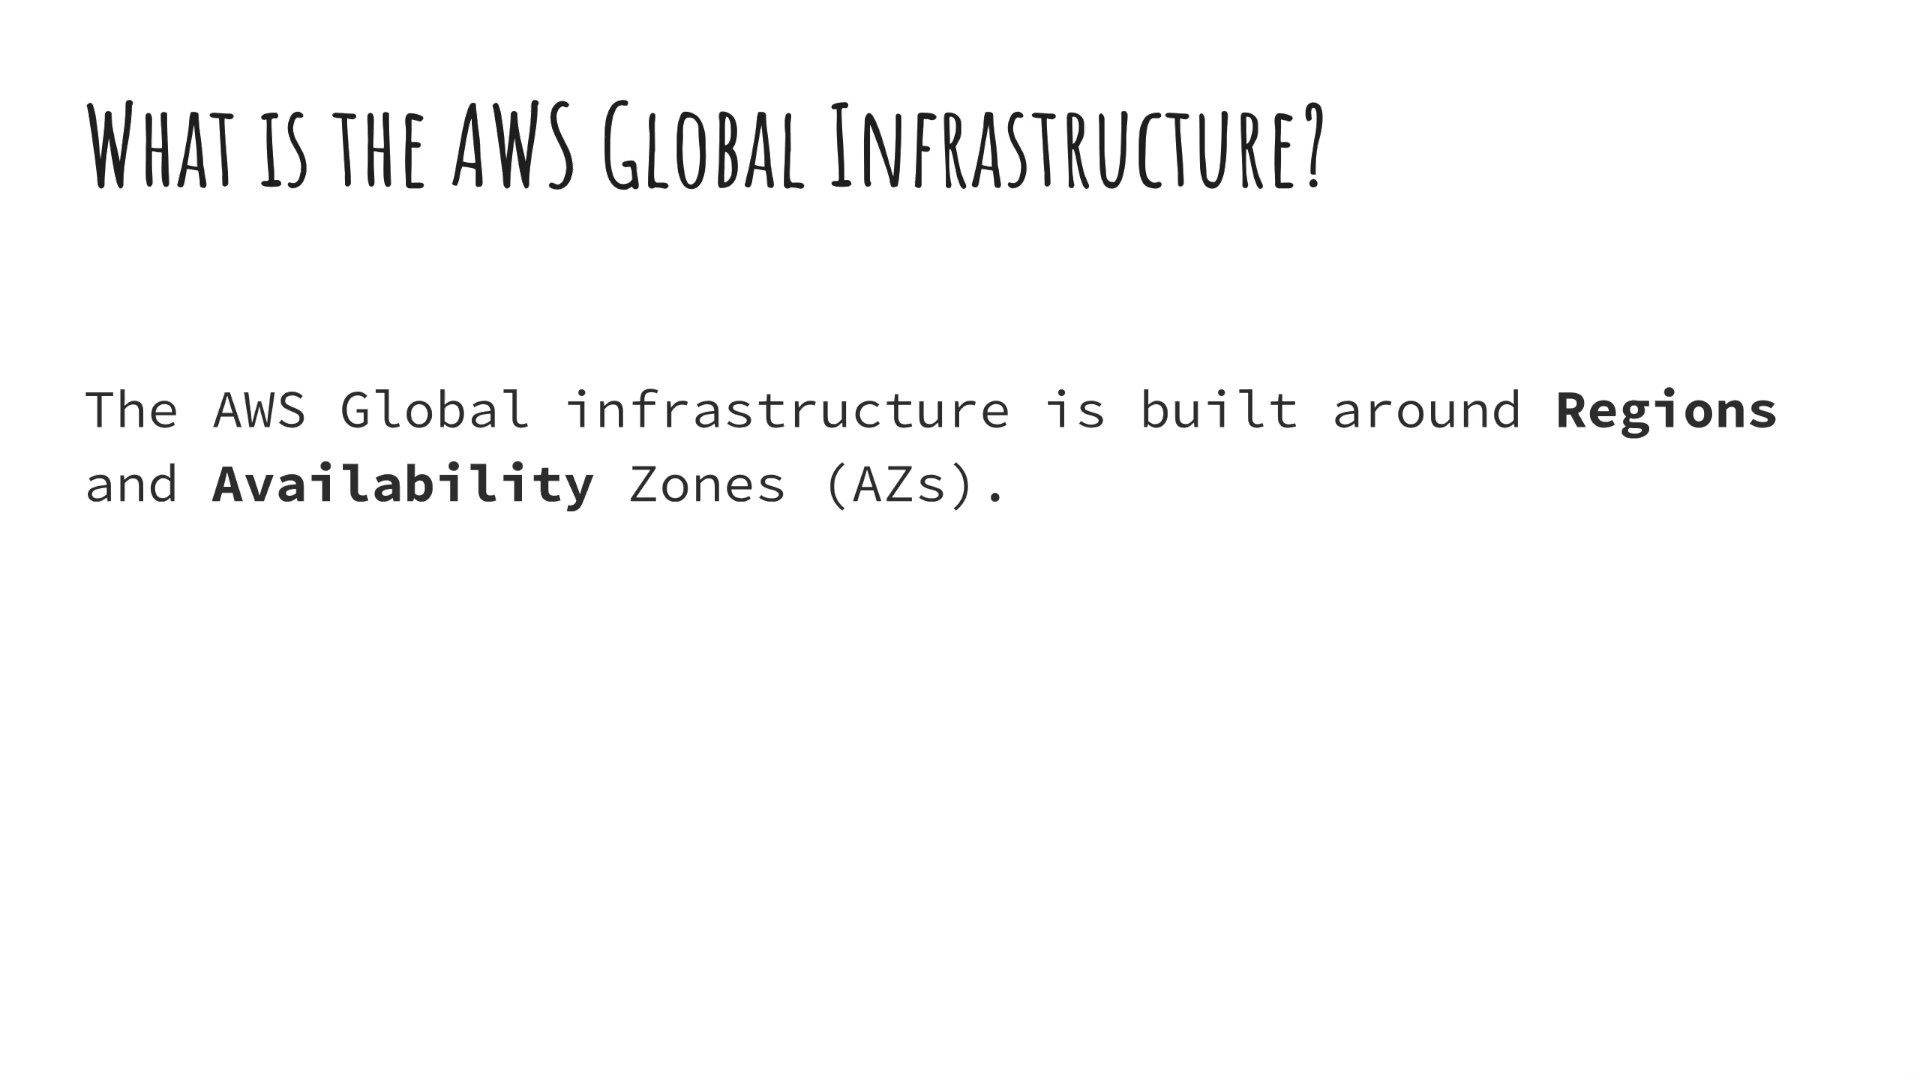 What is the AWS Global Infrastructure?
The AWS Global infrastructure is built around Regions
and Availability Zones (AZs).